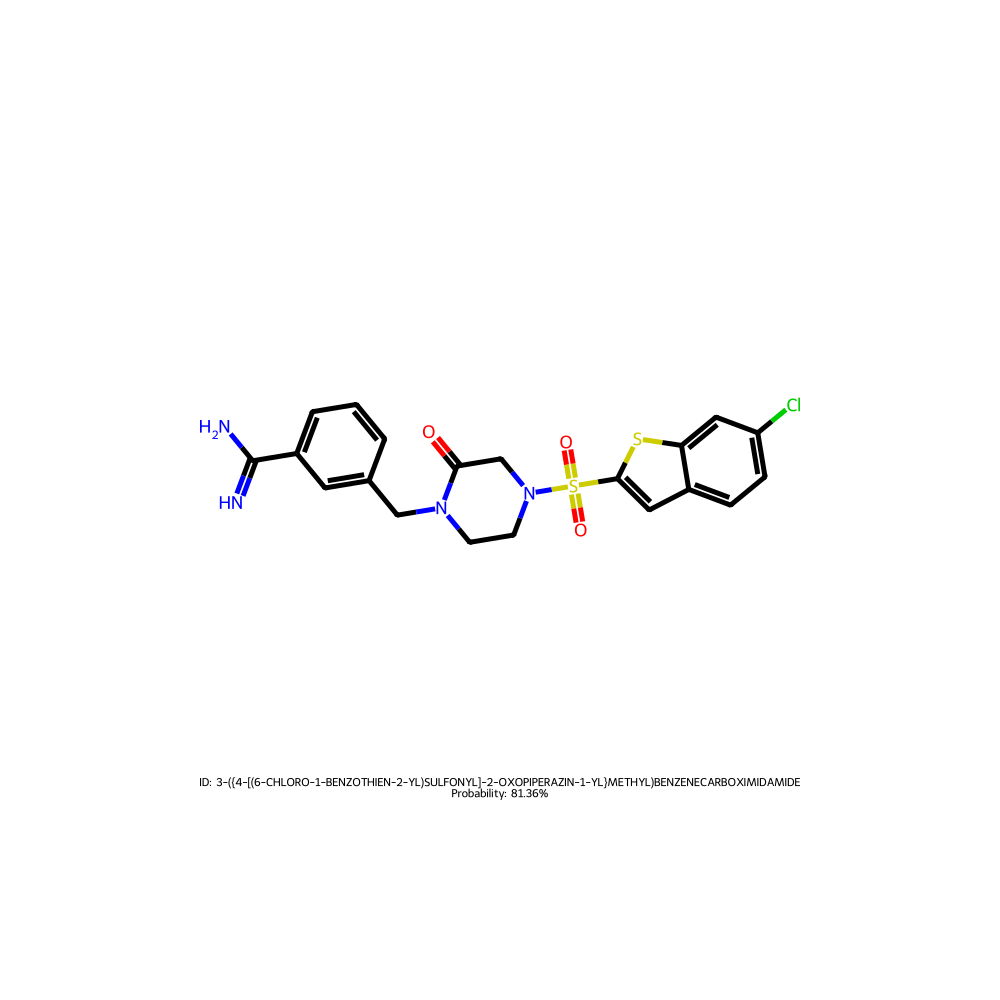 Cl
H2N
O
O
S
N
S
HN
N
O
ID: 3-({4-[(6-CHLORO-1-BENZOTHIEN-2-YL)SULFONYL]-2-OXOPIPERAZIN-1-YL}METHYL)BENZENECARBOXIMIDAMIDE
Probability: 81.36%